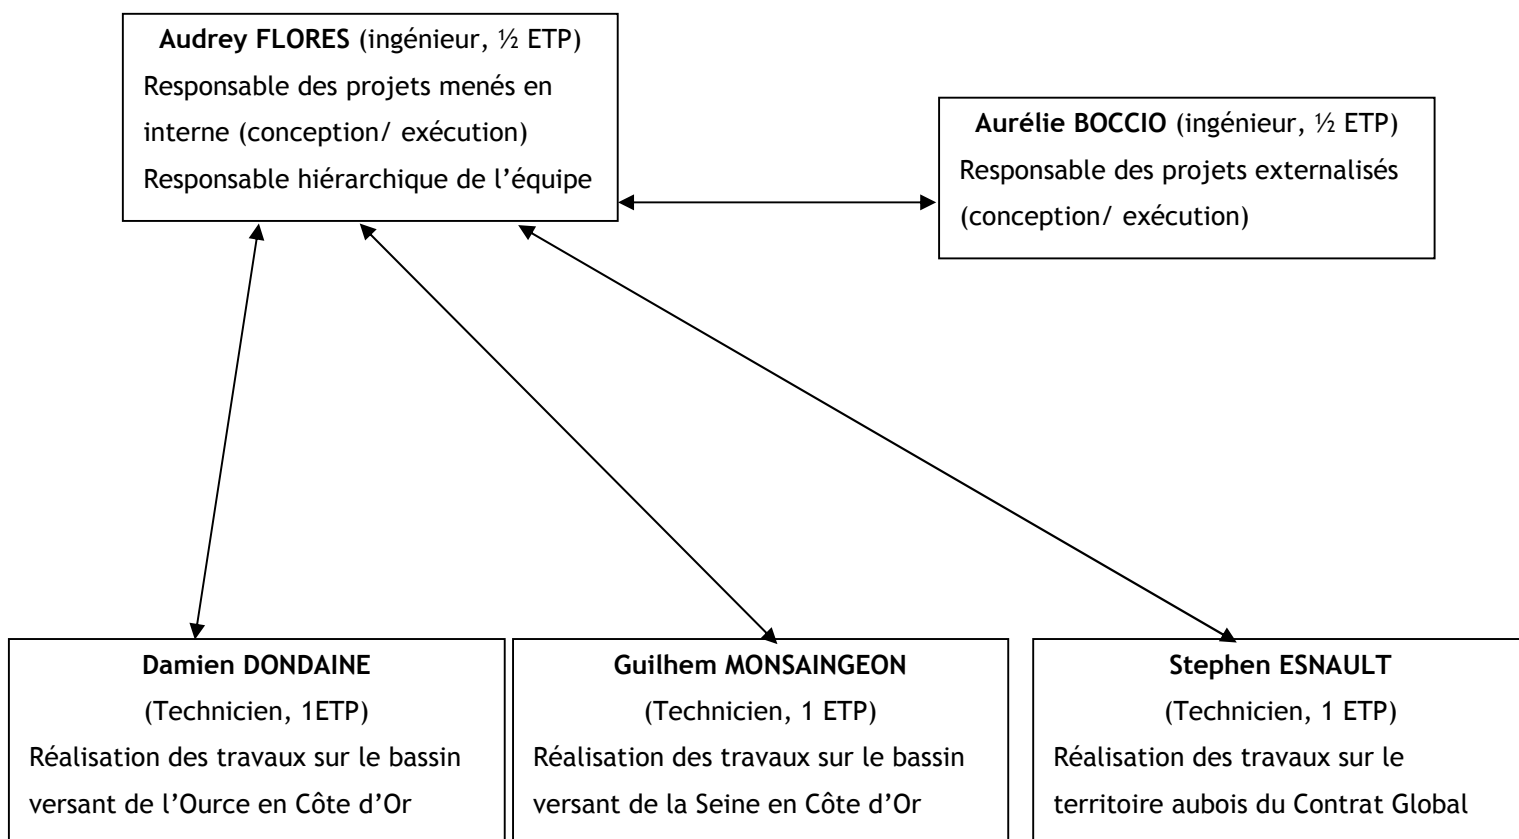 Audrey FLORES (ingénieur, ½ ETP)
Responsable des projets menés en
interne (conception/ exécution)
Responsable hiérarchique de l’équipe
Aurélie BOCCIO (ingénieur, ½ ETP)
Responsable des projets externalisés
(conception/ exécution)
Damien DONDAINE
(Technicien, 1ETP)
Réalisation des travaux sur le bassin
versant de l’Ource en Côte d’Or
Guilhem MONSAINGEON
(Technicien, 1 ETP)
Réalisation des travaux sur le bassin
versant de la Seine en Côte d’Or
Stephen ESNAULT
(Technicien, 1 ETP)
Réalisation des travaux sur le
territoire aubois du Contrat Global